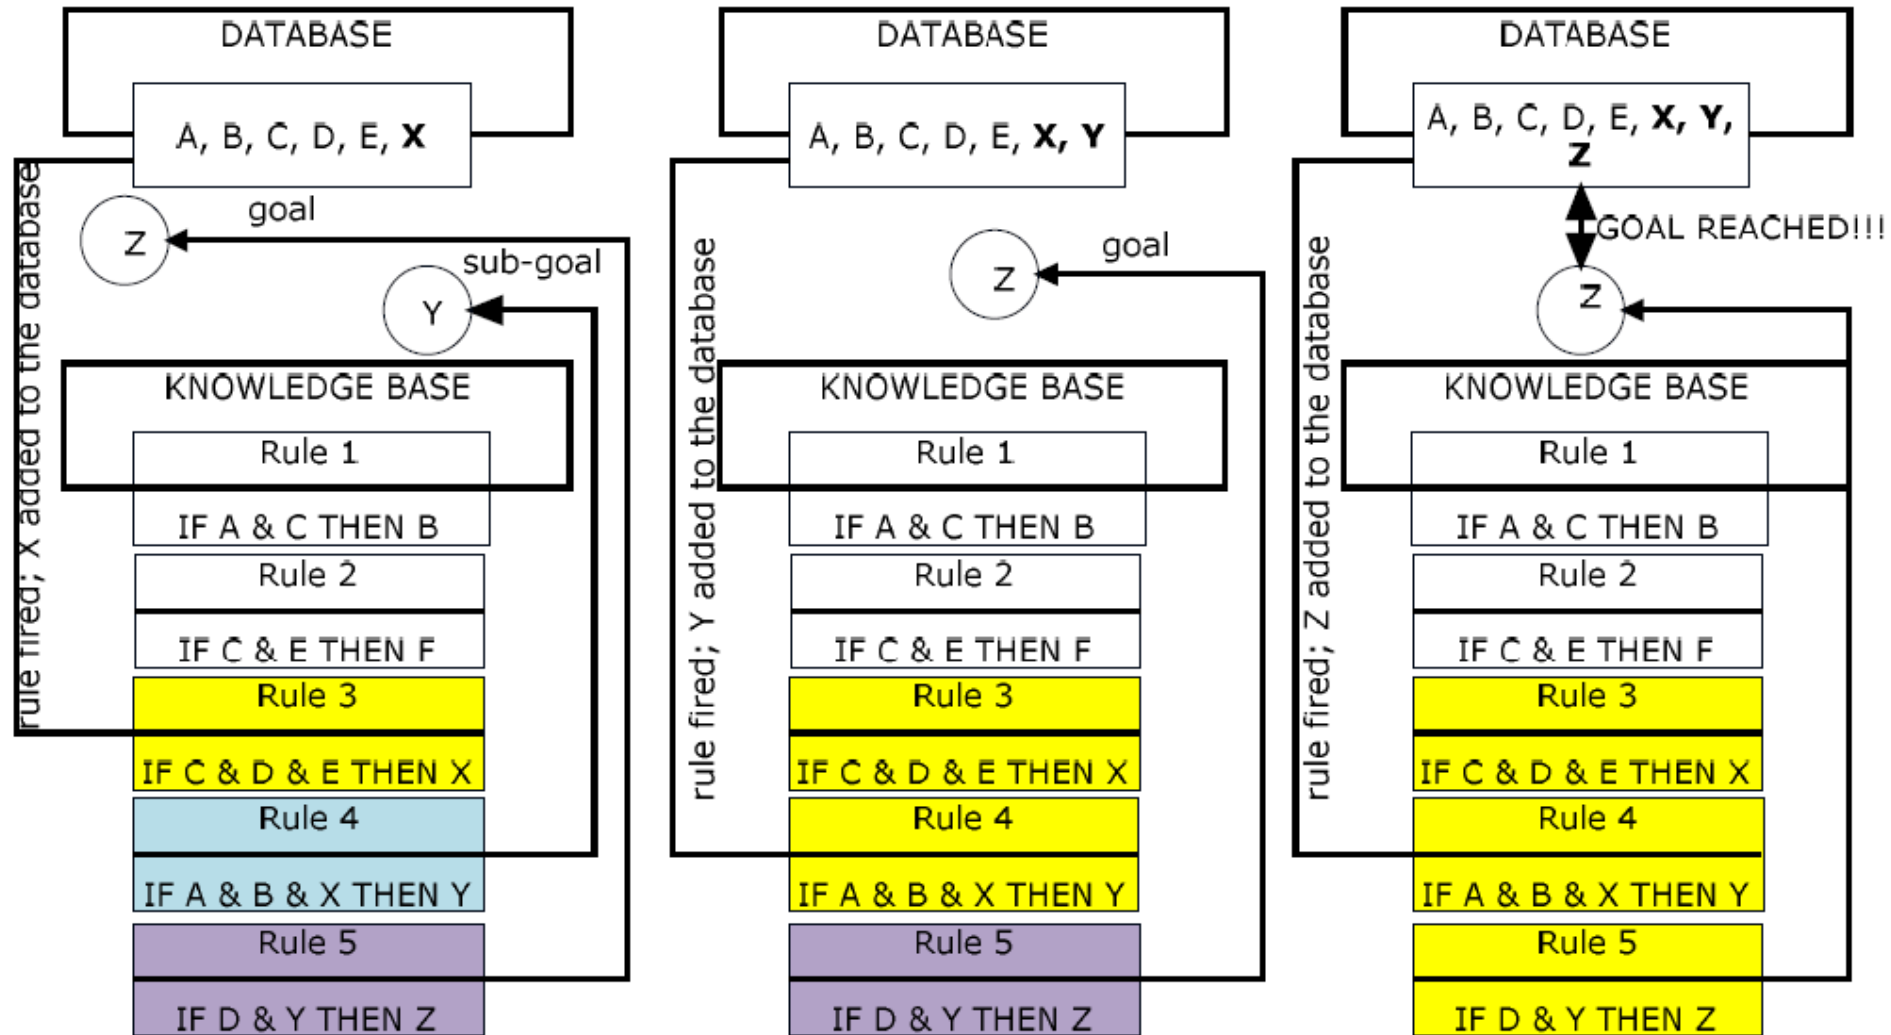 DATABASE
A, B, C, D, E, X
rule fired; X added to the database
Z
goal
sub-goal
Y
KNOWLEDGE BASE
Rule 1
IF A & C THEN B
Rule 2
IF C & E THEN F
Rule 3
IF C & D & E THEN X
Rule 4
IF A & B & X THEN Y
Rule 5
IF D & Y THEN Z
DATABASE
A, B, C, D, E, X, Y
rule fired; Y added to the database
goal
Z
KNOWLEDGE BASE
Rule 1
IF A & C THEN B
Rule 2
IF C & E THEN F
Rule 3
IF C & D & E THEN X
Rule 4
IF A & B & X THEN Y
Rule 5
IF D & Y THEN Z
DATABASE
A, B, C, D, E, X, Y,
Z
rule fired; Z added to the database
GOAL REACHED!!!
Z
KNOWLEDGE BASE
Rule 1
IF A & C THEN B
Rule 2
IF C & E THEN F
Rule 3
IF C & D & E THEN X
Rule 4
IF A & B & X THEN Y
Rule 5
IF D & Y THEN Z